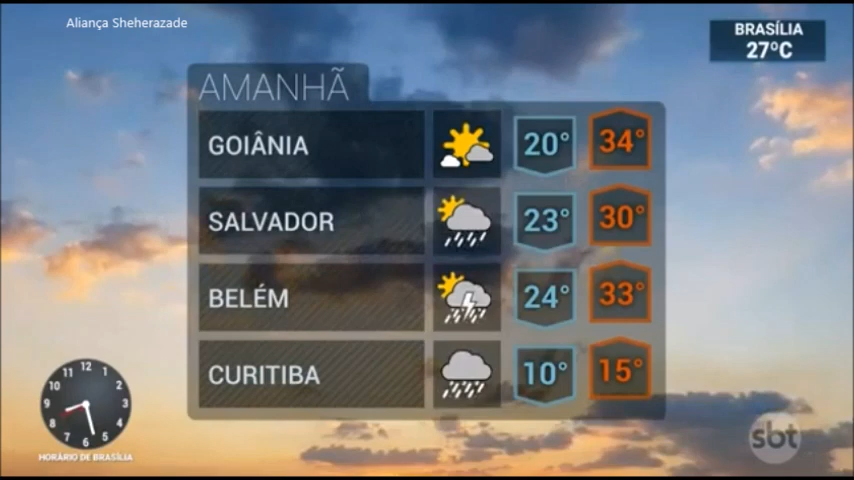 Aliança Sheherazade
BRASÍLIA
27ºC
AMANHÃ
GOIÂNIA 20° 34°
SALVADOR 23° 30°
BELÉM 24° 33°
CURITIBA 10° 15°
12
11 1
10 2
9 3
8 4
7 5
6
HORÁRIO DE BRASÍLIA
sbt